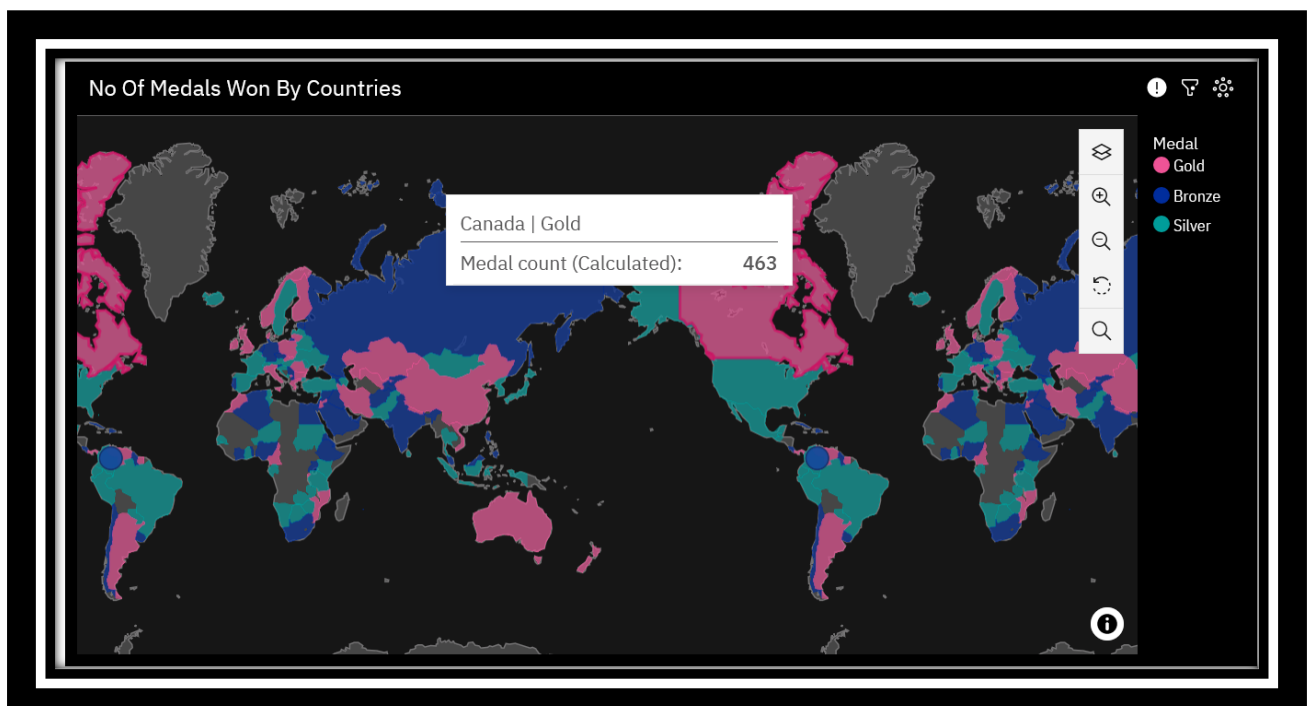 No Of Medals Won By Countries
Canada | Gold
Medal count (Calculated): 463
Medal
Gold
Bronze
Silver